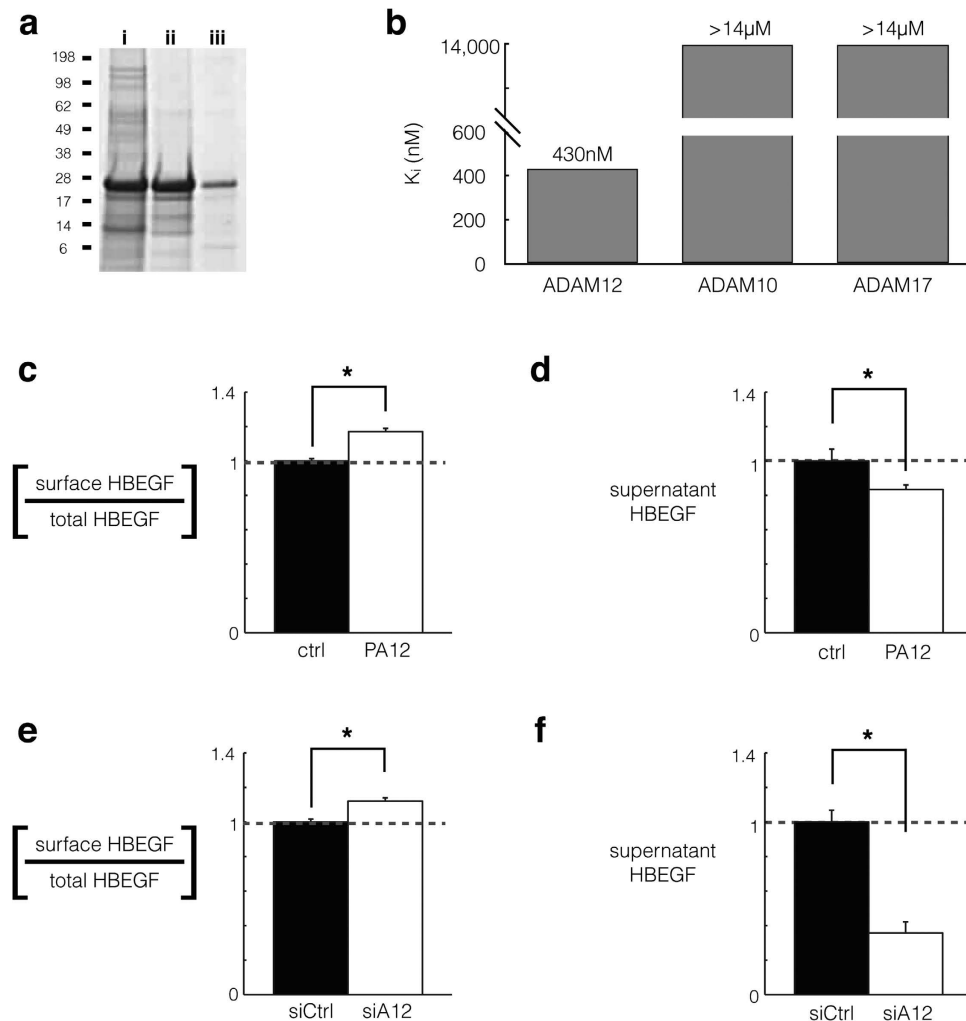 a
i ii iii
198
98
62
49
38
28
17
14
6
b
>14μM >14μM
14,000
600
430nM
400
200
0
Ki (nM)
ADAM12 ADAM10 ADAM17
c
*
1.4
1
0
surface HBEGF
total HBEGF
ctrl PA12
d
*
1.4
1
0
supernatant
HBEGF
ctrl PA12
e
*
1.4
1
0
surface HBEGF
total HBEGF
siCtrl siA12
f
*
1.4
1
0
supernatant
HBEGF
siCtrl siA12